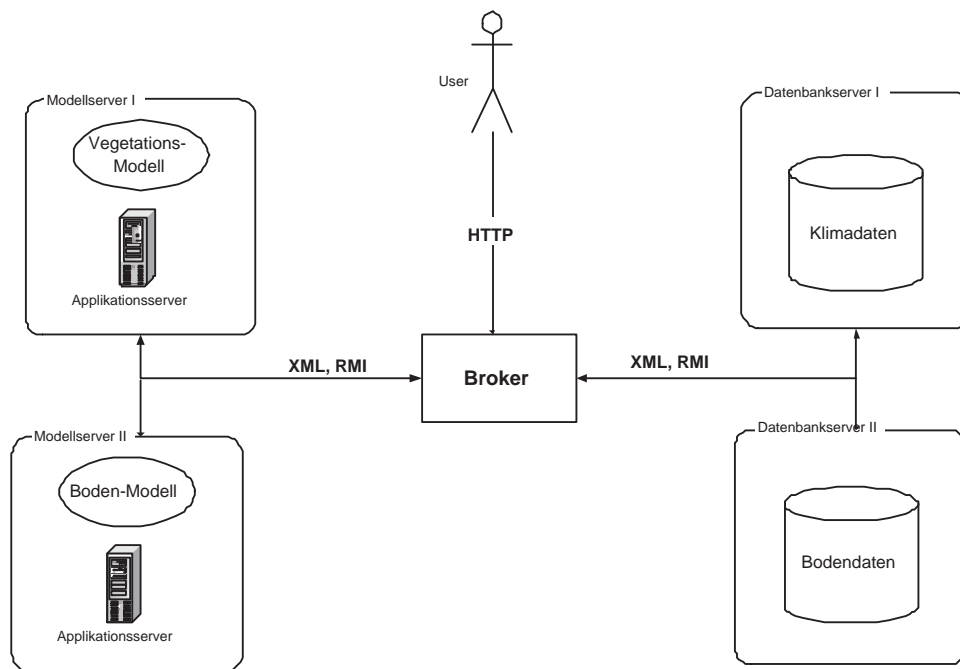 User
Modellserver I
Vegetations-
Modell
Applikationsserver
HTTP
Datenbankserver I
Klimadaten
XML, RMI
Broker
XML, RMI
Modellserver II
Boden-Modell
Applikationsserver
Datenbankserver II
Bodendaten